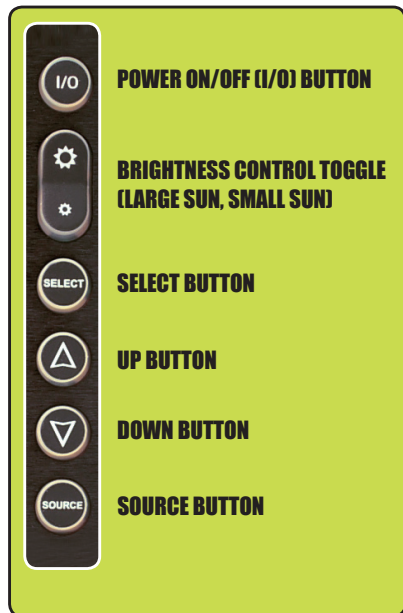 I/O
POWER ON/OFF (I/O) BUTTON
BRIGHTNESS CONTROL TOGGLE
(LARGE SUN, SMALL SUN)
SELECT
SELECT BUTTON
UP BUTTON
DOWN BUTTON
SOURCE
SOURCE BUTTON